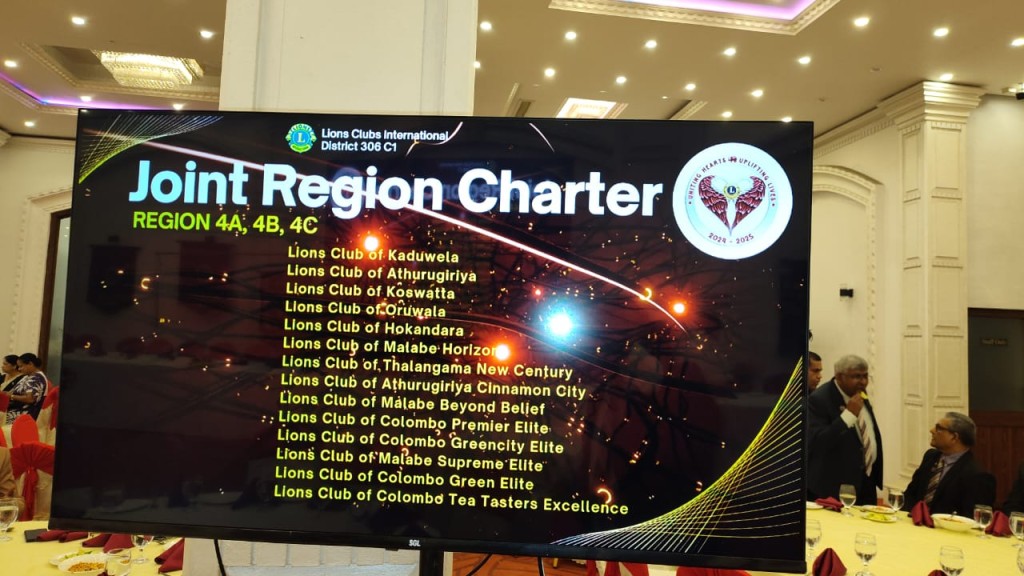 Lions Clubs International
District 306 C1
Joint Region Charter
REGION 4A, 4B, 4C
UNITING HEARTS UPLIFTING LIVES
2024 - 2025
Lions Club of Kaduwela
Lions Club of Athurugiriya
Lions Club of Koswatta
Lions Club of Oruwala
Lions Club of Hokandara
Lions Club of Malabe Horizon
Lions Club of Thalangama New Century
Lions Club of Athurugiriya Cinnamon City
Lions Club of Malabe Beyond Belief
Lions Club of Colombo Premier Elite
Lions Club of Colombo Greencity Elite
Lions Club of Malabe Supreme Elite
Lions Club of Colombo Green Elite
Lions Club of Colombo Tea Tasters Excellence
SGL